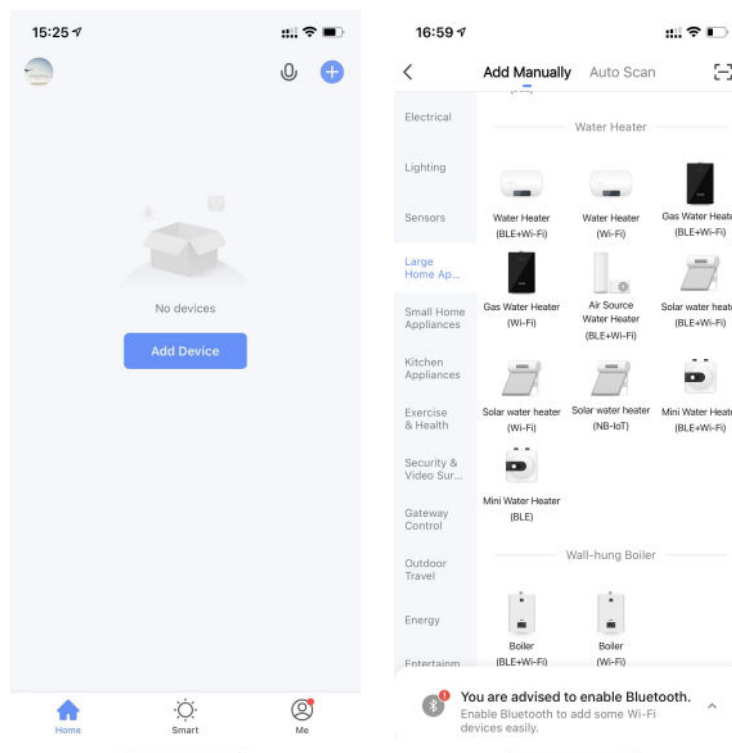 15:25
No devices
Add Device
Home
Smart
Me
16:59
Add Manually
Auto Scan
Electrical
Lighting
Sensors
Large
Home Ap...
Small Home
Appliances
Kitchen
Appliances
Exercise
& Health
Security &
Video Sur...
Gateway
Control
Outdoor
Travel
Energy
Entertainm
Water Heater
Water Heater
(BLE+Wi-Fi)
Water Heater
(Wi-Fi)
Gas Water Heate
(BLE+Wi-Fi)
Gas Water Heater
(Wi-Fi)
Air Source
Water Heater
(BLE+Wi-Fi)
Solar water heate
(BLE+Wi-Fi)
Solar water heater
(Wi-Fi)
Solar water heater
(NB-IoT)
Mini Water Heate
(BLE+Wi-Fi)
Mini Water Heater
(BLE)
Wall-hung Boiler
Boiler
(BLE+Wi-Fi)
Boiler
(Wi-Fi)
You are advised to enable Bluetooth.
Enable Bluetooth to add some Wi-Fi
devices easily.